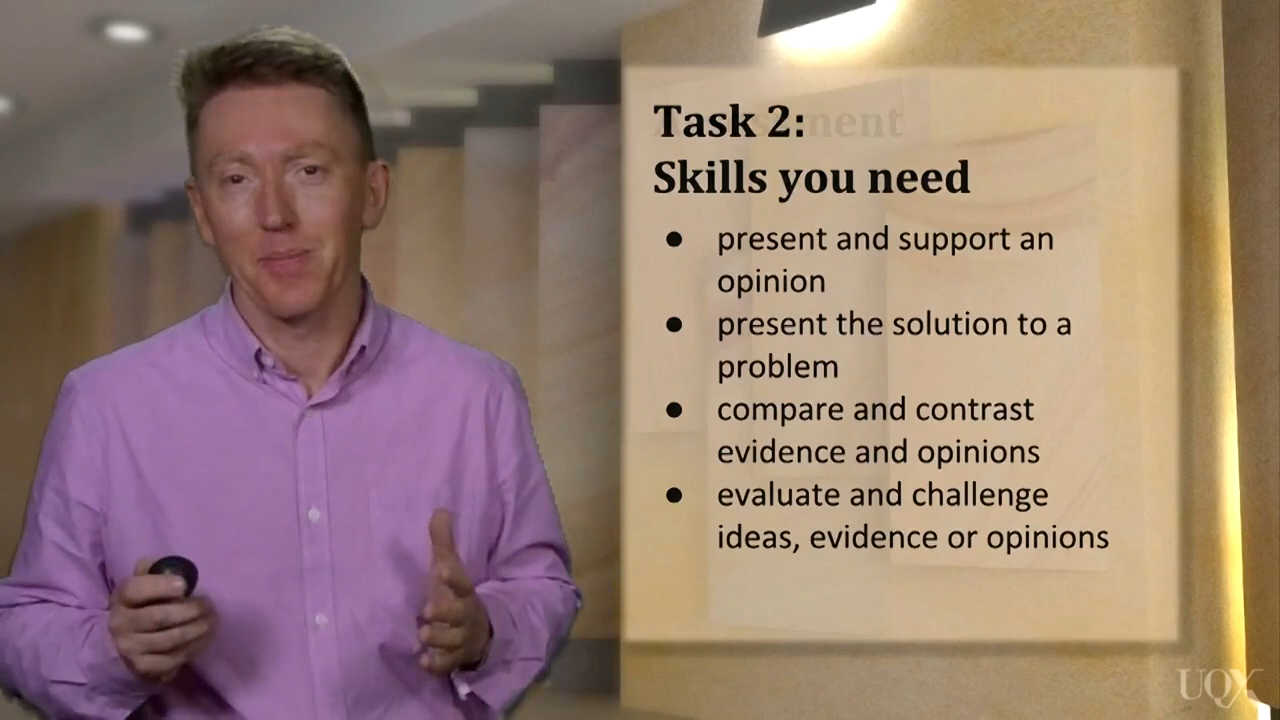 Task 2:
Skills you need
● present and support an
opinion
● present the solution to a
problem
● compare and contrast
evidence and opinions
● evaluate and challenge
ideas, evidence or opinions
UQX